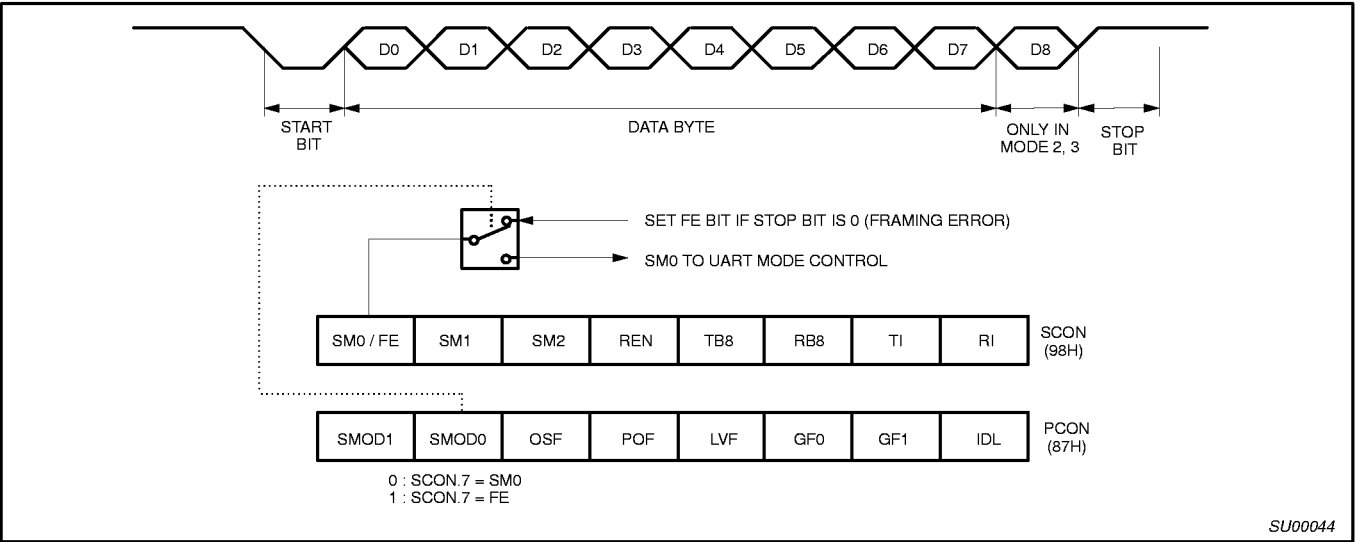 D0 D1 D2 D3 D4 D5 D6 D7 D8
START
BIT
DATA BYTE
ONLY IN
MODE 2, 3
STOP
BIT
SET FE BIT IF STOP BIT IS 0 (FRAMING ERROR)
SM0 TO UART MODE CONTROL
SM0 / FE SM1 SM2 REN TB8 RB8 TI RI
SCON
(98H)
SMOD1 SMOD0 OSF POF LVF GF0 GF1 IDL
PCON
(87H)
0 : SCON.7 = SM0
1 : SCON.7 = FE
SU00044